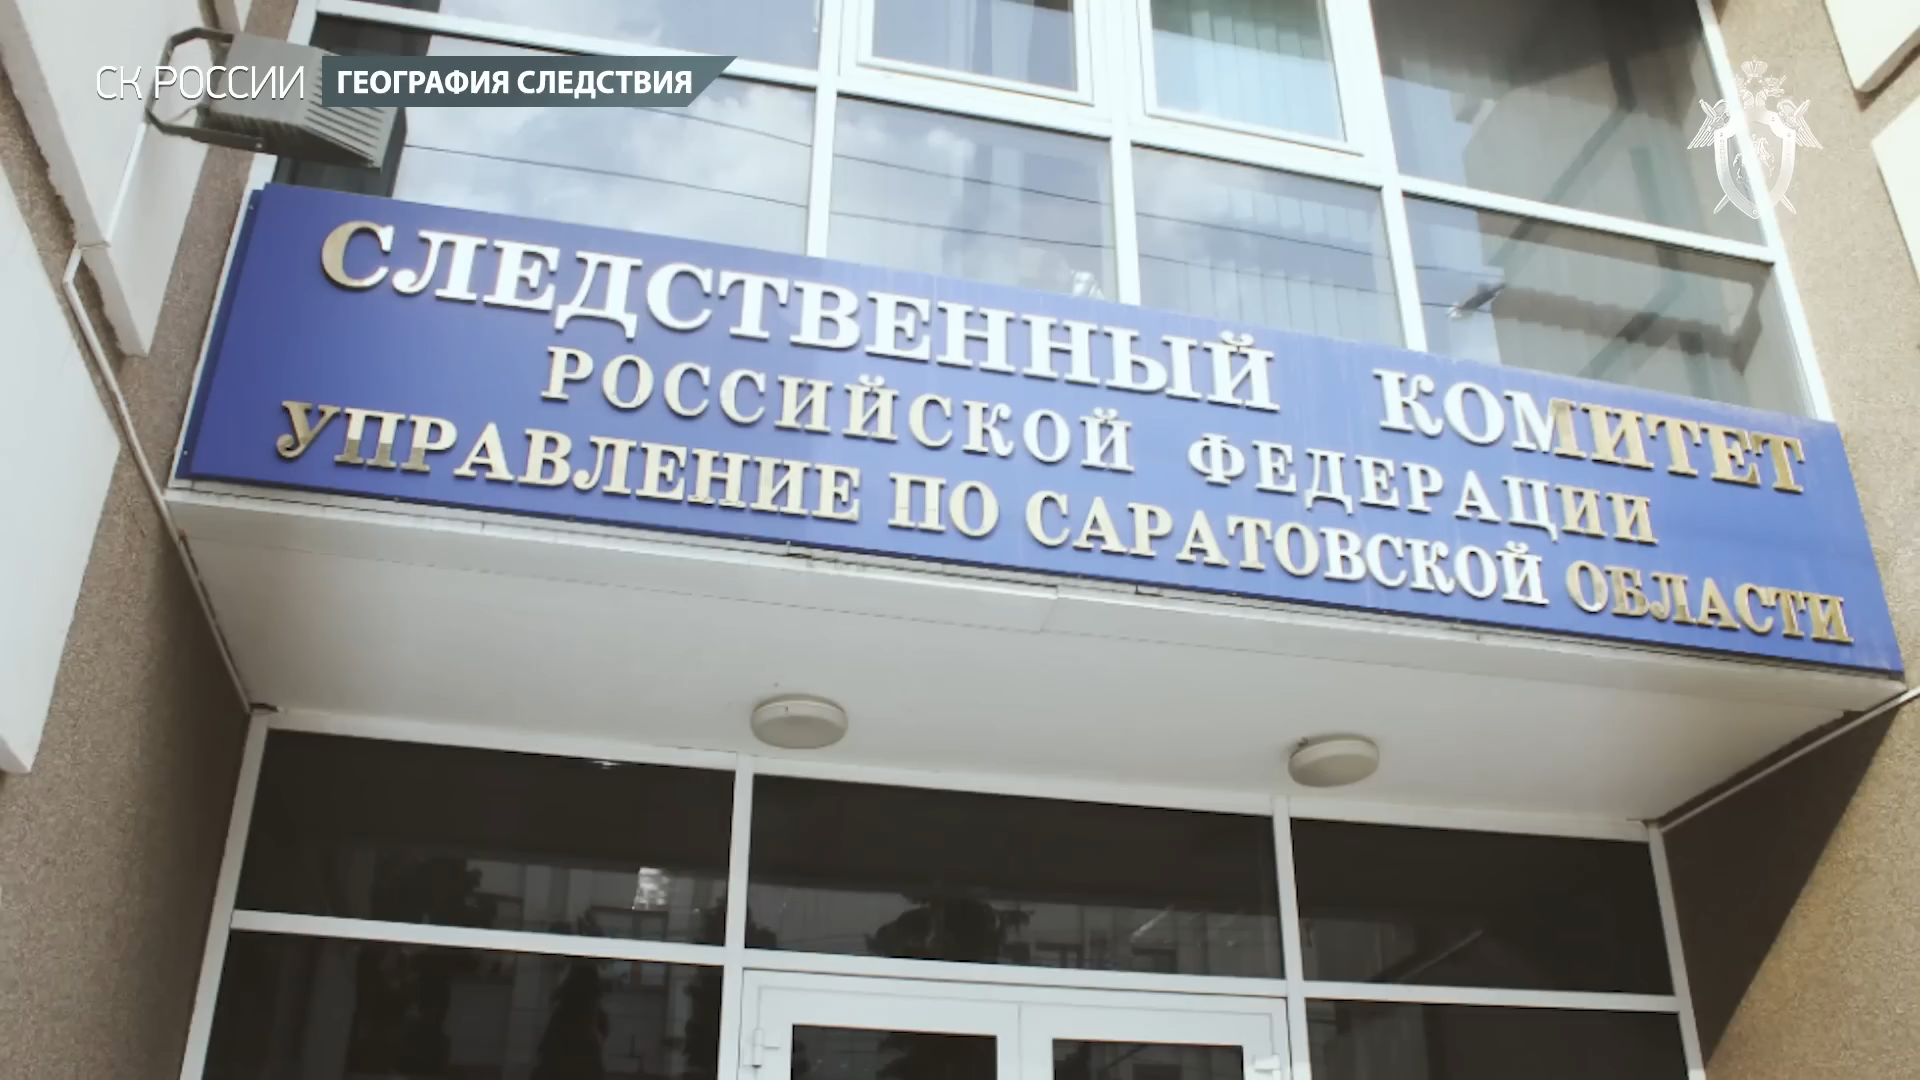 СК РОССИИ ГЕОГРАФИЯ СЛЕДСТВИЯ
СЛЕДСТВЕННЫЙ КОМИТЕТ
РОССИЙСКОЙ ФЕДЕРАЦИИ
УПРАВЛЕНИЕ ПО САРАТОВСКОЙ ОБЛАСТИ